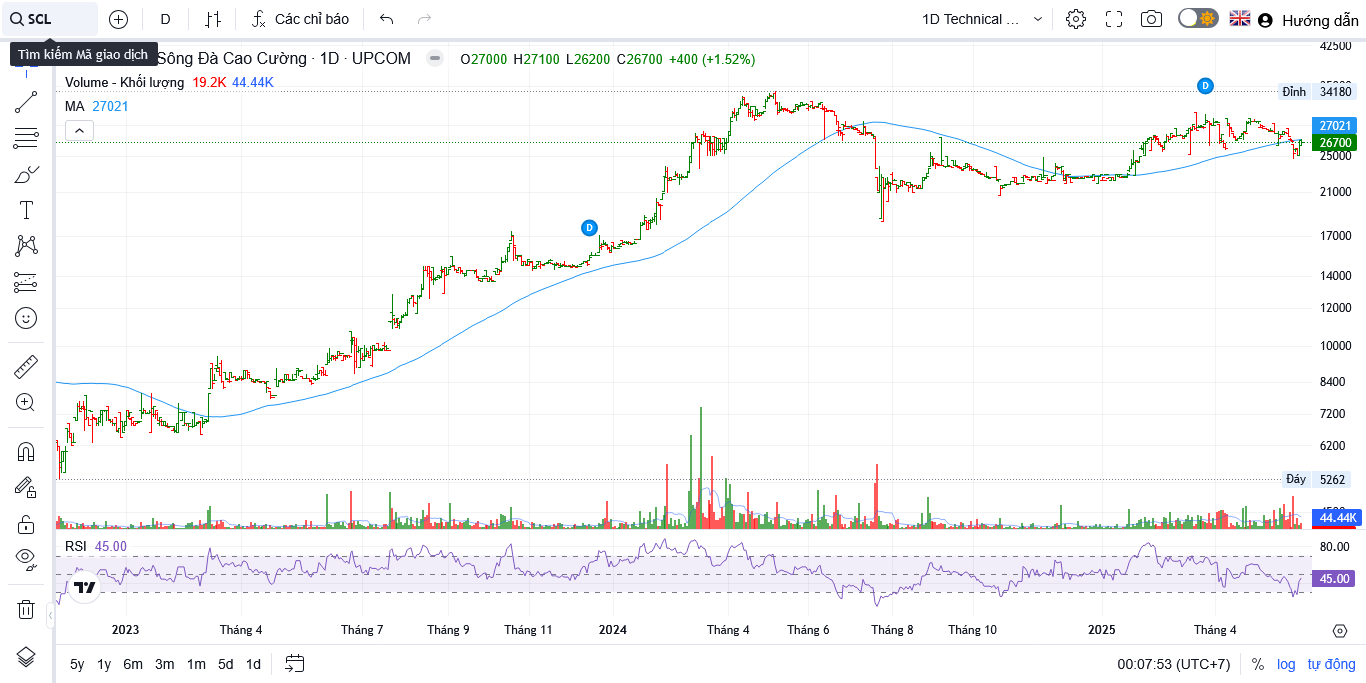 SCL
D
Các chỉ báo
1D Technical ...
Hướng dẫn
Tìm kiếm Mã giao dịch
Sông Đà Cao Cường · 1D · UPCOM
O27000 H27100 L26200 C26700 +400 (+1.52%)
Volume - Khối lượng 19.2K 44.44K
MA 27021
42500
D
Đỉnh 34180
27021
26700
25000
21000
D
17000
14000
12000
10000
8400
7200
6200
Đáy 5262
44.44K
RSI 45.00
80.00
45.00
2023 Tháng 4 Tháng 7 Tháng 9 Tháng 11 2024 Tháng 4 Tháng 6 Tháng 8 Tháng 10 2025 Tháng 4
5y 1y 6m 3m 1m 5d 1d
00:07:53 (UTC+7) % log tự động